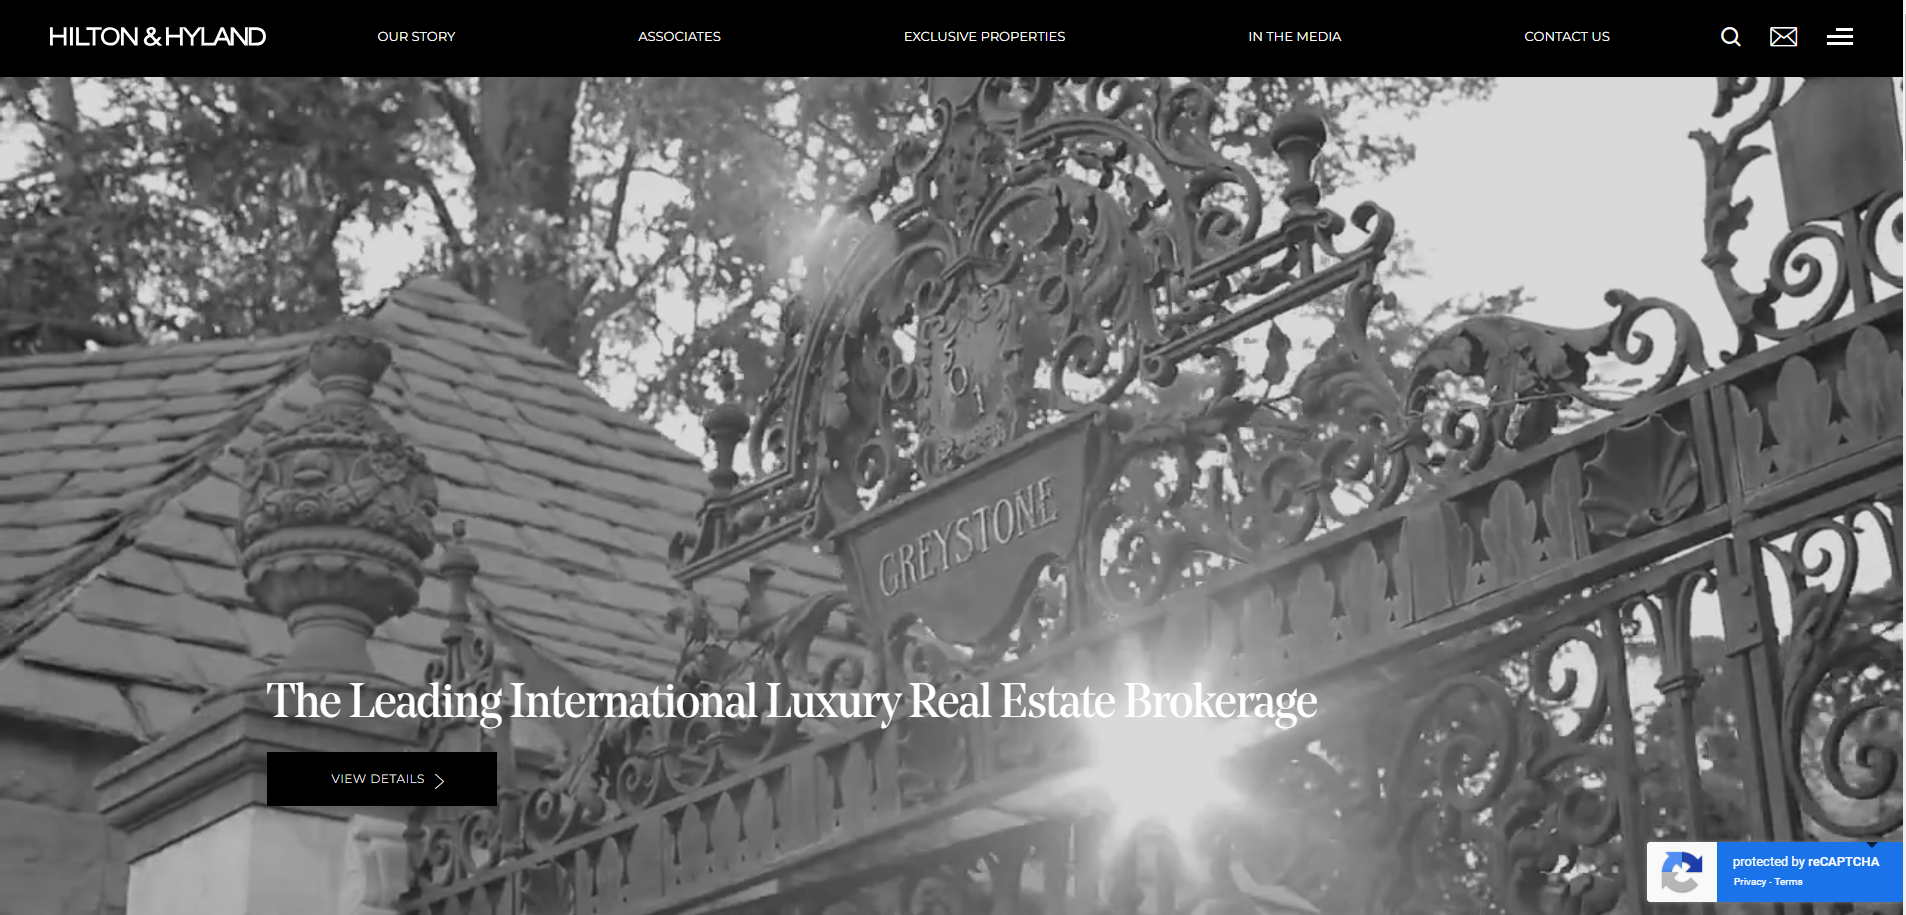 HILTON & HYLAND
OUR STORY
ASSOCIATES
EXCLUSIVE PROPERTIES
IN THE MEDIA
CONTACT US
501
GREYSTONE
The Leading International Luxury Real Estate Brokerage
VIEW DETAILS
protected by reCAPTCHA
Privacy - Terms